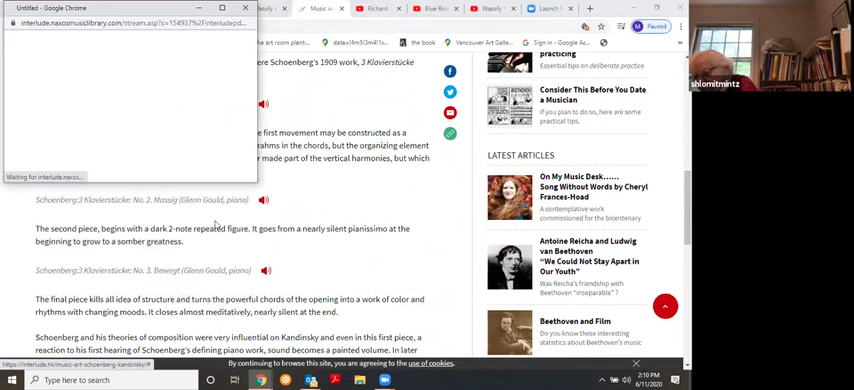 Untitled - Google Chrome
interlude.naxosmusiclibrary.com/stream.asp?s=154937%2Finterludepd...
Waiting for interlude.naxos...
Music a
Richard
Blue Ric
Wassily
Launch
Paused
the art room plante...
datax/(4m5|3m4|tcol...
the book
Vancouver Art Galle...
Sign in - Google Ac...
ere Schoenberg's 1909 work, 3 Klavierstücke
e first movement may be constructed as a
rahms in the chords, but the organizing element
r made part of the vertical harmonies, but which
Schoenberg:3 Klavierstücke: No. 2. Massig (Glenn Gould, piano)
The second piece, begins with a dark 2-note repeated figure. It goes from a nearly silent pianissimo at the
beginning to grow to a somber greatness.
Schoenberg:3 Klavierstücke: No. 3. Bewegt (Glenn Gould, piano)
The final piece kills all idea of structure and turns the powerful chords of the opening into a work of color and
rhythms with changing moods. It closes almost meditatively, nearly silent at the end.
Schoenberg and his theories of composition were very influential on Kandinsky and even in this first piece, a
reaction to his first hearing of Schoenberg's defining piano work, sound becomes a painted volume. In later
practicing
Essential tips on deliberate practice
Consider This Before You Date
a Musician
If you plan to do so, here are some
practical tips.
LATEST ARTICLES
On My Music Desk......
Song Without Words by Cheryl
Frances-Hoad
A contemplative work
commissioned for the bicentenary
Antoine Reicha and Ludwig
van Beethoven
"We Could Not Stay Apart in
Our Youth"
Was Reicha's friendship with
Beethoven "inseparable" ?
Beethoven and Film
Do you know these interesting
statistics about Beethoven's music
https://interlude.hk/music-art-schoenberg-kandinsky/#
By continuing to browse this site, you are agreeing to the use of cookies.
Type here to search
2:10 PM
6/11/2020
shlomitmintz